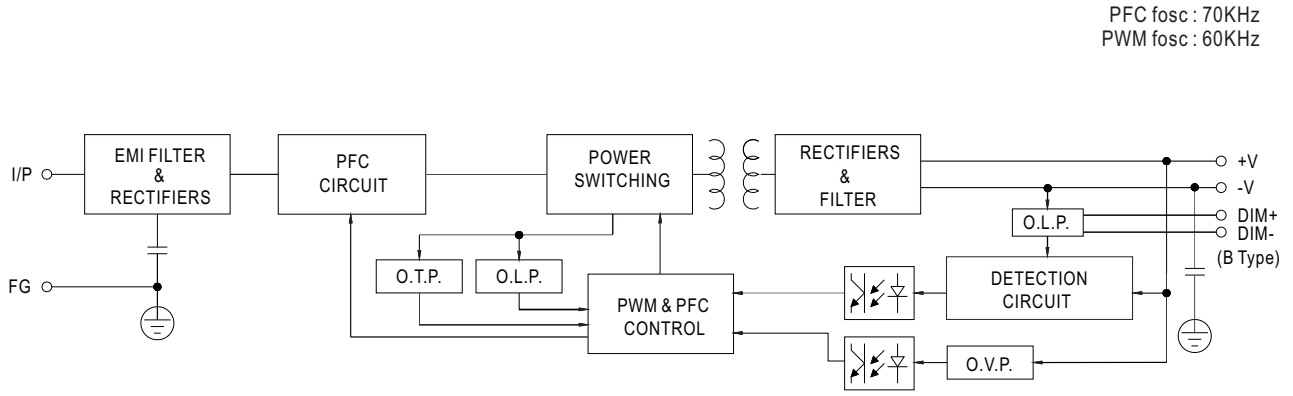 PFC fosc : 70KHz
PWM fosc : 60KHz
I/P
EMI FILTER
&
RECTIFIERS
PFC
CIRCUIT
POWER
SWITCHING
RECTIFIERS
&
FILTER
+V
-V
O.L.P.
DIM+
DIM-
(B Type)
FG
O.T.P.
O.L.P.
PWM & PFC
CONTROL
DETECTION
CIRCUIT
O.V.P.